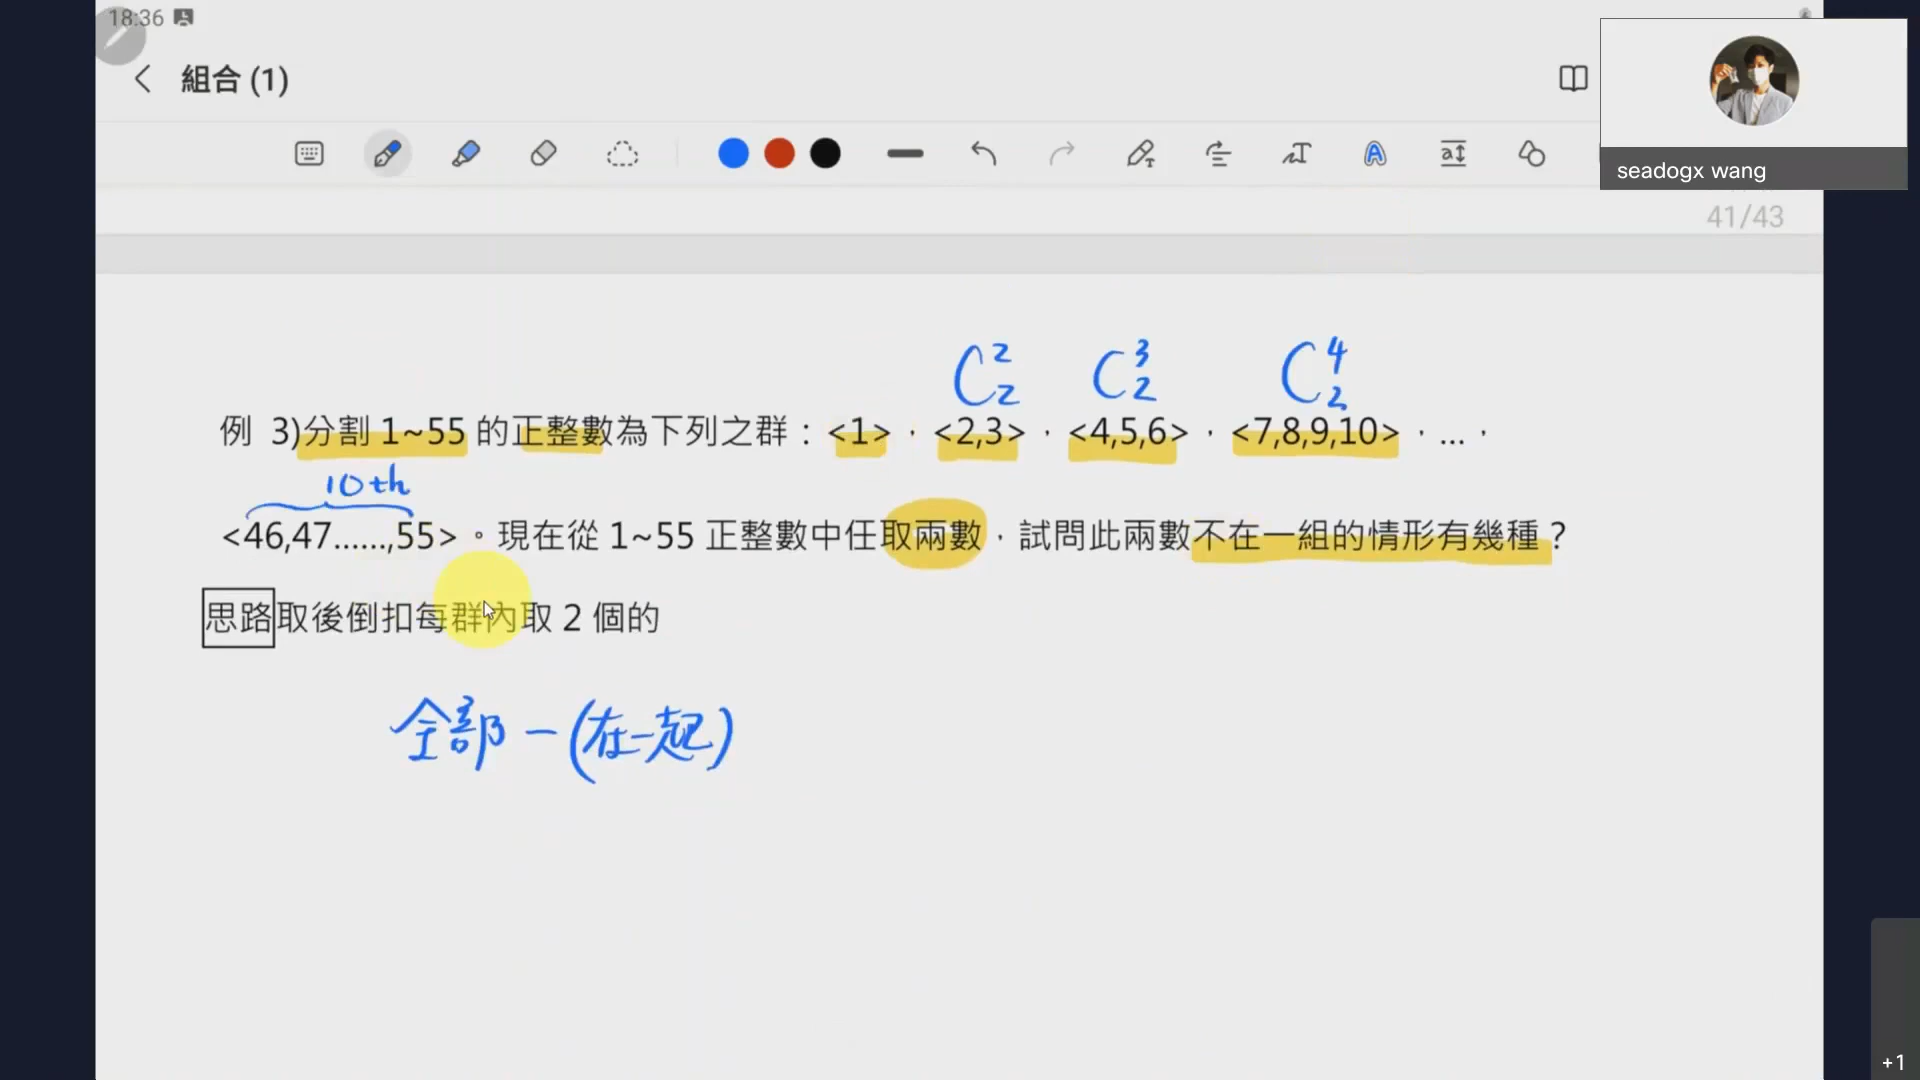 18:36
組合 (1)
seadogx wang
41/43
C²₂ C³₂ C⁴₂
例 3)分割 1~55 的正整數為下列之群：<1>，<2,3>，<4,5,6>，<7,8,9,10>，…，
10th
<46,47……,55>。現在從 1~55 正整數中任取兩數，試問此兩數不在一組的情形有幾種？
思路取後倒扣每群內取 2 個的
全部 - (在一起)
+1